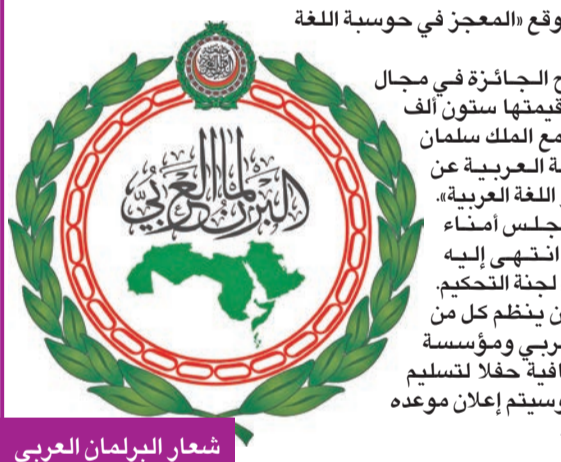 وقع «المعجز في حوسبة اللغة
ح الجائزة في مجال
قيمتها ستون ألف
مع الملك سلمان
ة العربية عن
ر اللغة العربية».
جلس أمناء
انتهى إليه
لجنة التحكيم.
ن ينظم كل من
ربي ومؤسسة
افية حفلا لتسليم
وسيتم إعلان موعده
البرلمان العربي
شعار البرلمان العربي